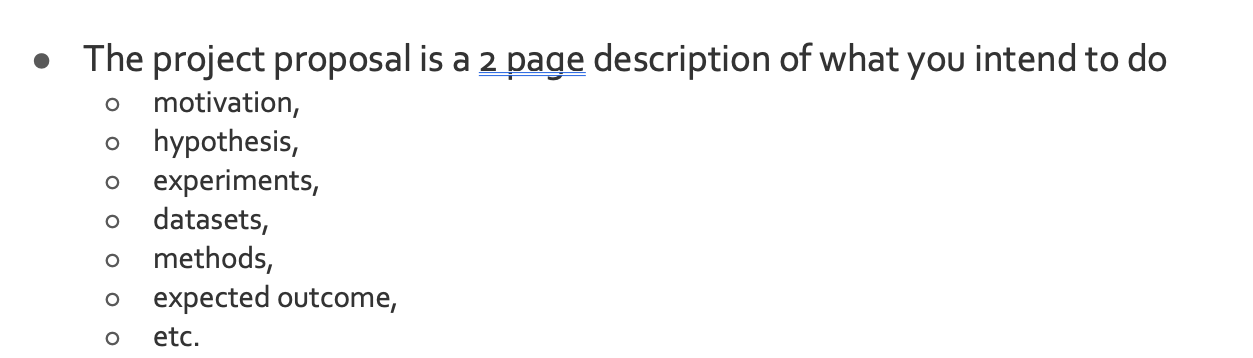 ● The project proposal is a 2 page description of what you intend to do
○ motivation,
○ hypothesis,
○ experiments,
○ datasets,
○ methods,
○ expected outcome,
○ etc.